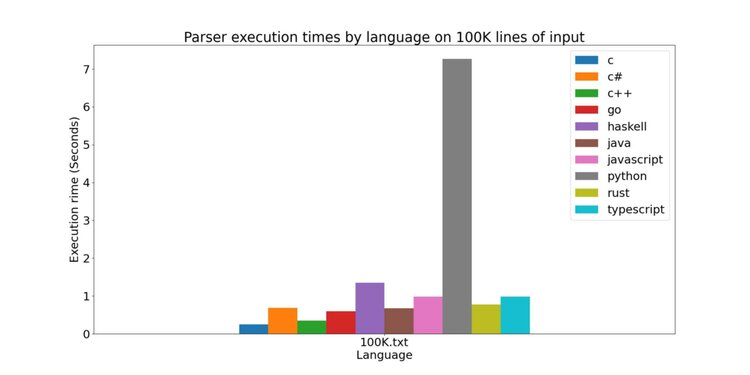 Parser execution times by language on 100K lines of input
Execution rime (Seconds)
7
6
5
4
3
2
1
0
c
c#
c++
go
haskell
java
javascript
python
rust
typescript
100K.txt
Language